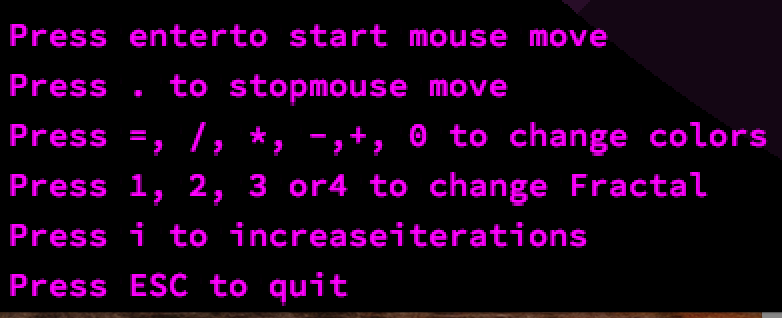 Press enterto start mouse move
Press . to stopmouse move
Press =, /, *, -,+, 0 to change colors
Press 1, 2, 3 or4 to change Fractal
Press i to increaseiterations
Press ESC to quit